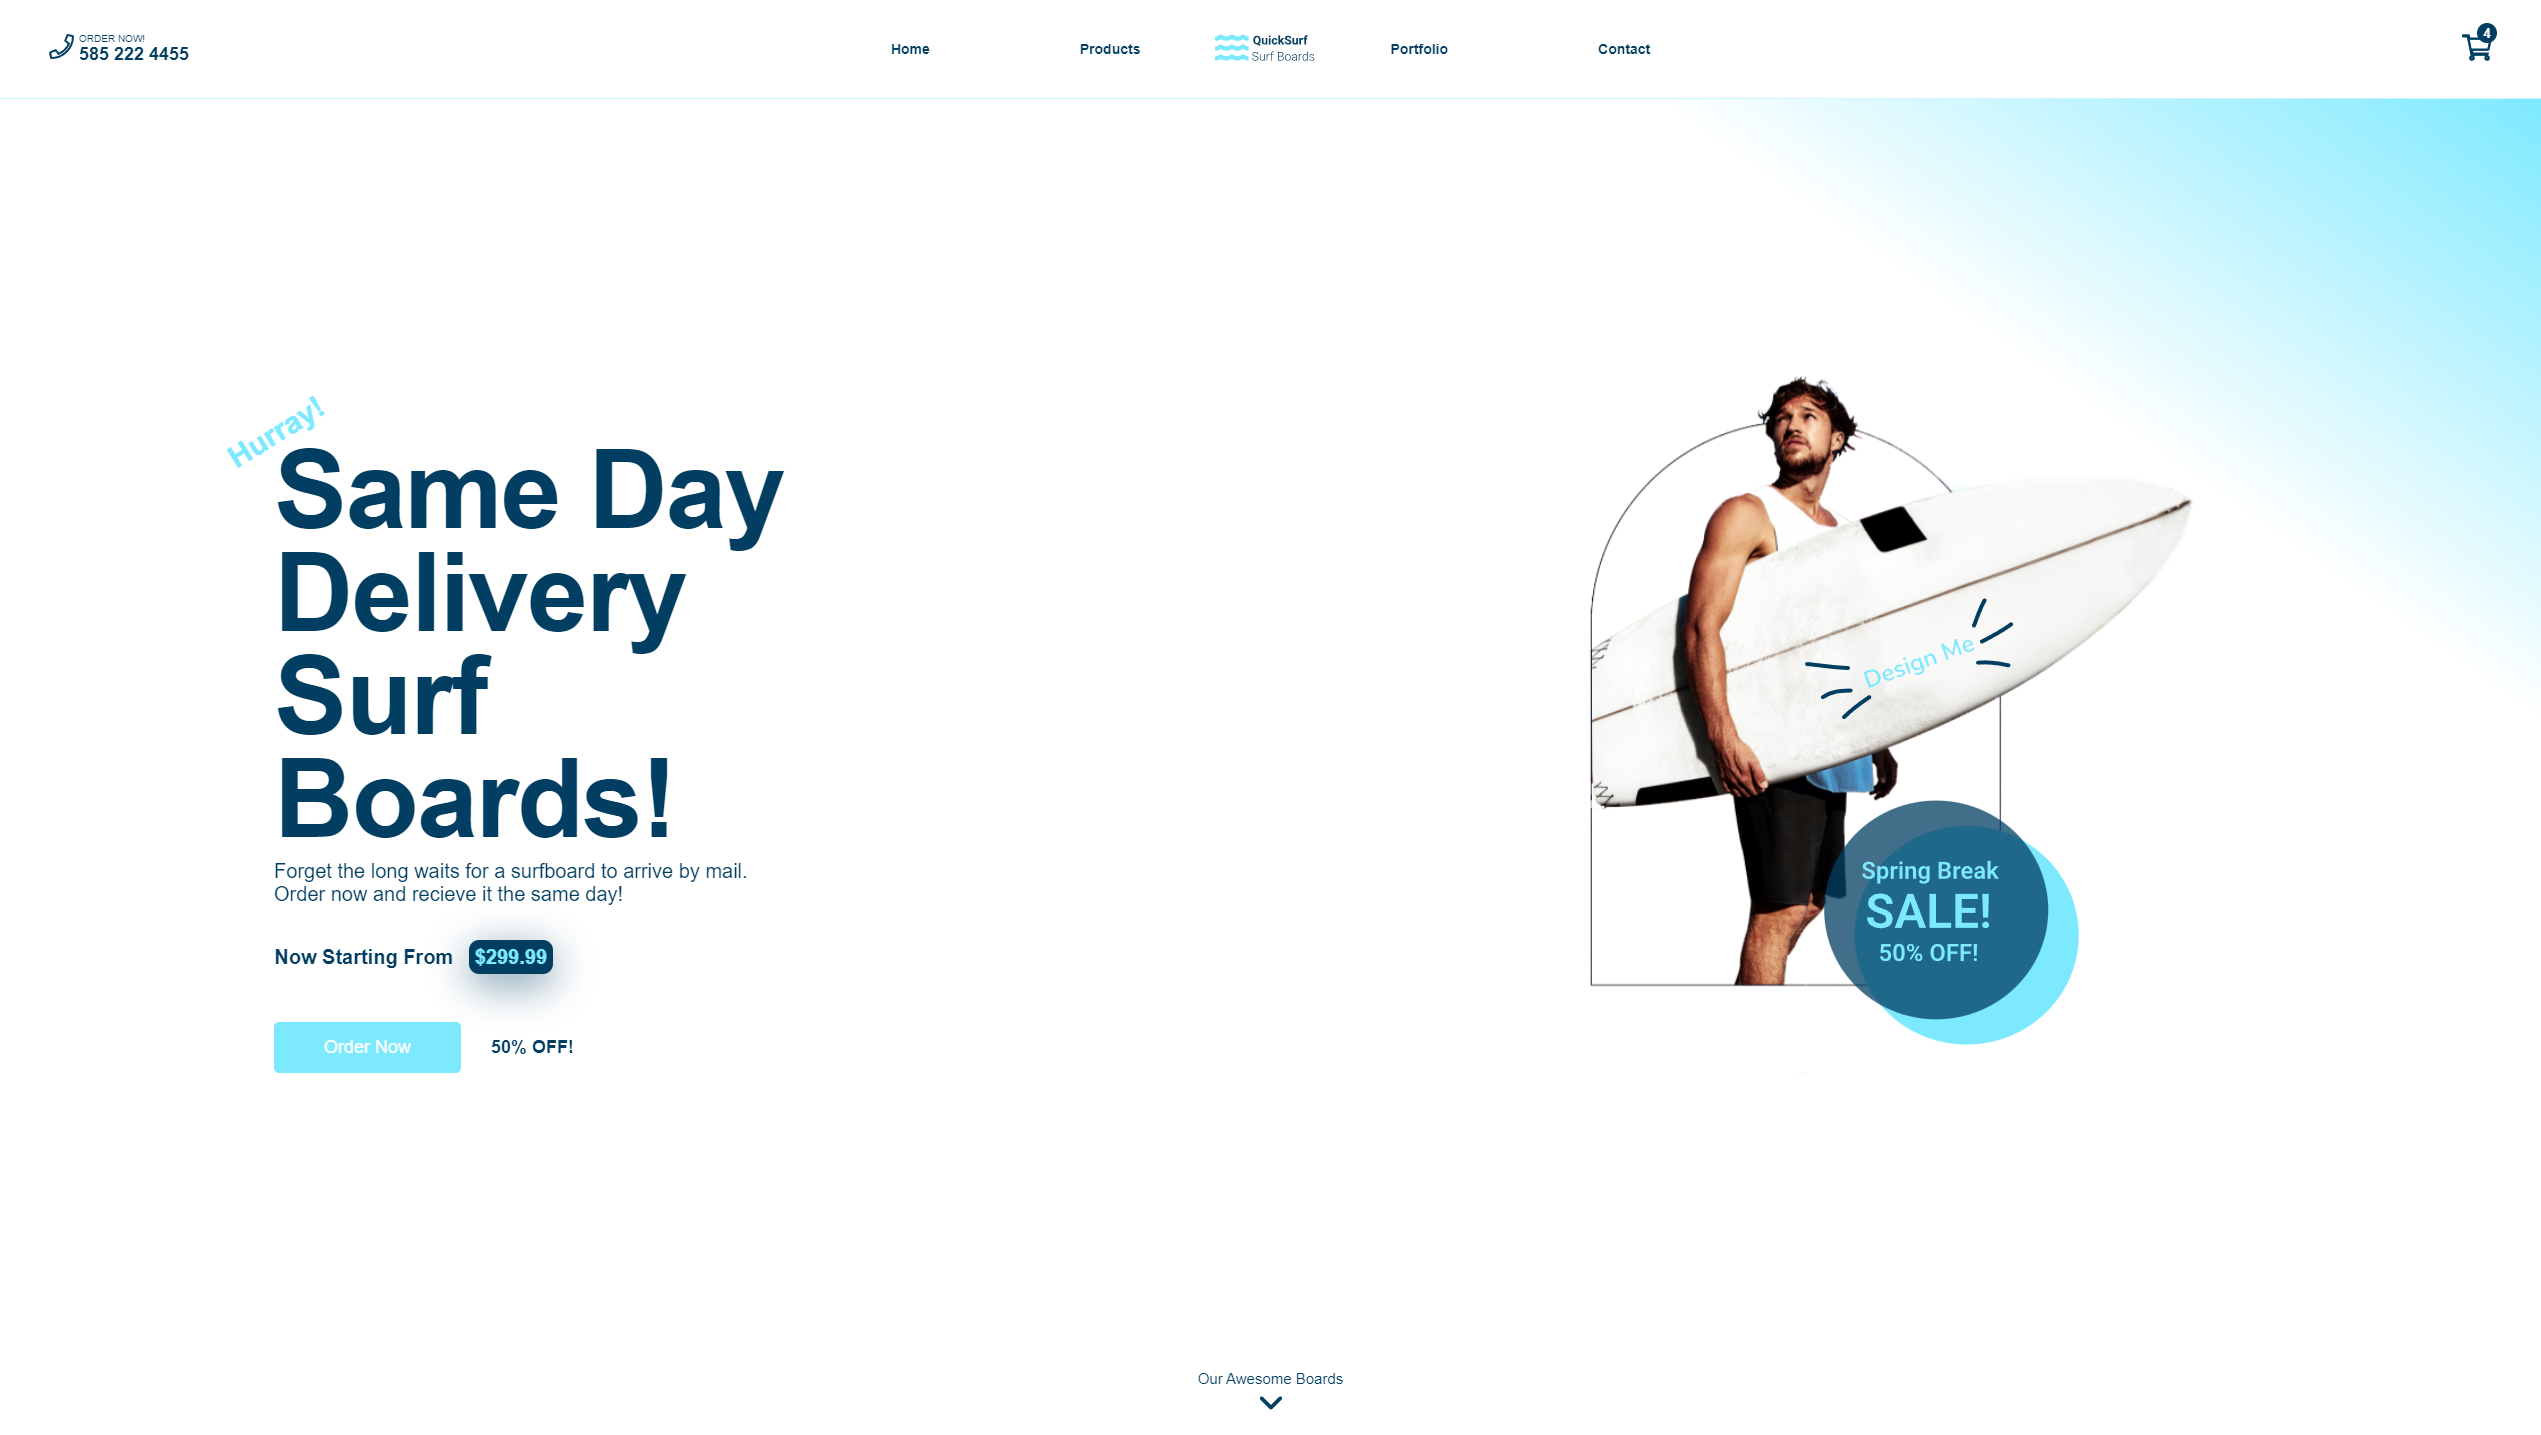 ORDER NOW!
585 222 4455
Home
Products
QuickSurf
Surf Boards
Portfolio
Contact
4
Hurray!
Same Day
Delivery
Surf
Boards!
Forget the long waits for a surfboard to arrive by mail.
Order now and recieve it the same day!
Now Starting From $299.99
Order Now
50% OFF!
Design Me
Spring Break
SALE!
50% OFF!
Our Awesome Boards